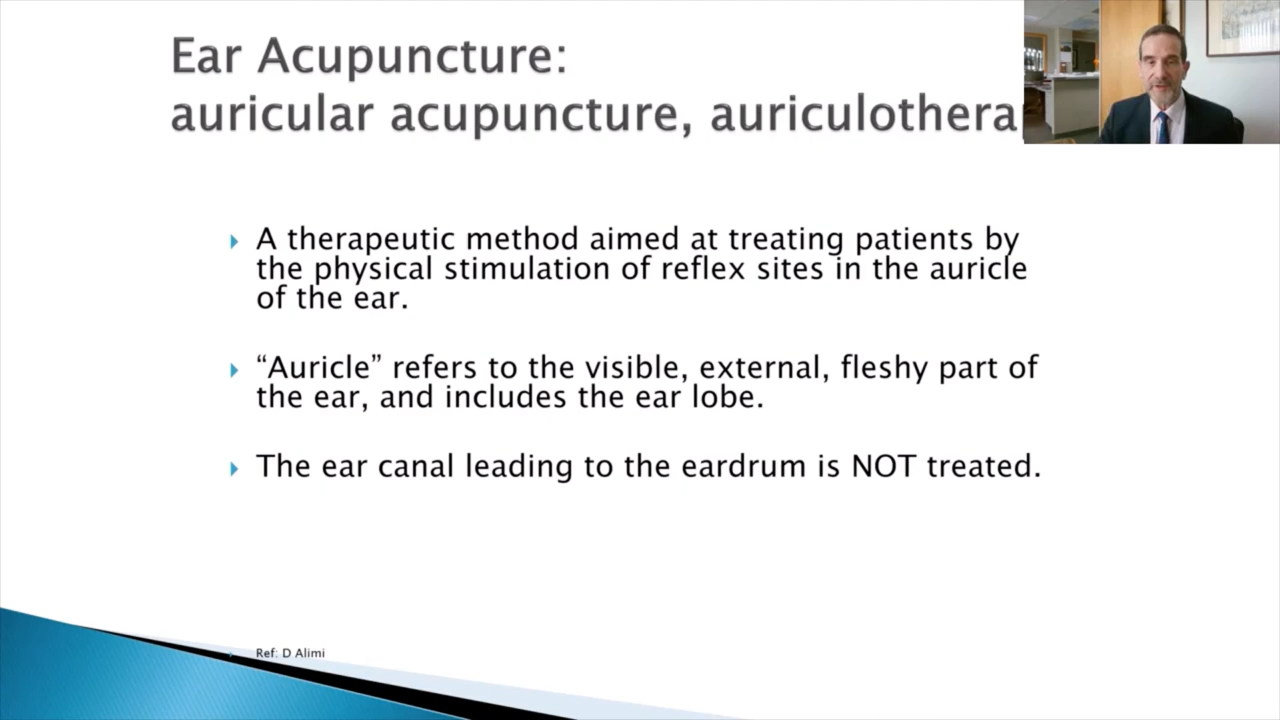 Ear Acupuncture:
auricular acupuncture, auriculothera
A therapeutic method aimed at treating patients by
the physical stimulation of reflex sites in the auricle
of the ear.
“Auricle” refers to the visible, external, fleshy part of
the ear, and includes the ear lobe.
The ear canal leading to the eardrum is NOT treated.
Ref: D Alimi